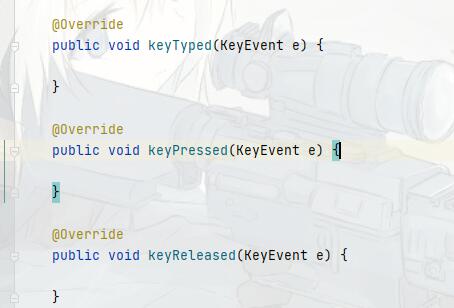 @Override
public void keyTyped(KeyEvent e) {
}
@Override
public void keyPressed(KeyEvent e) {
}
@Override
public void keyReleased(KeyEvent e) {
}